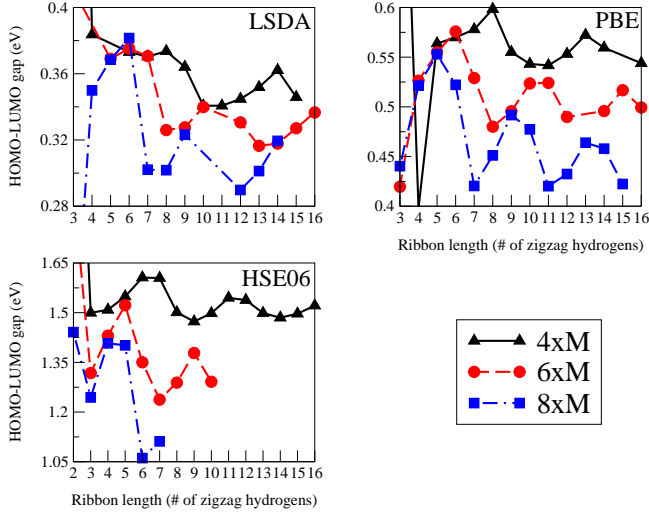 LSDA
HOMO-LUMO gap (eV)
0.4
0.36
0.32
0.28
3 4 5 6 7 8 9 10 11 12 13 14 15 16
PBE
HOMO-LUMO gap (eV)
0.6
0.55
0.5
0.45
0.4
3 4 5 6 7 8 9 10 11 12 13 14 15 16
Ribbon length (# of zigzag hydrogens)
HSE06
HOMO-LUMO gap (eV)
1.65
1.5
1.35
1.2
1.05
2 3 4 5 6 7 8 9 10 11 12 13 14 15 16
Ribbon length (# of zigzag hydrogens)
4xM
6xM
8xM